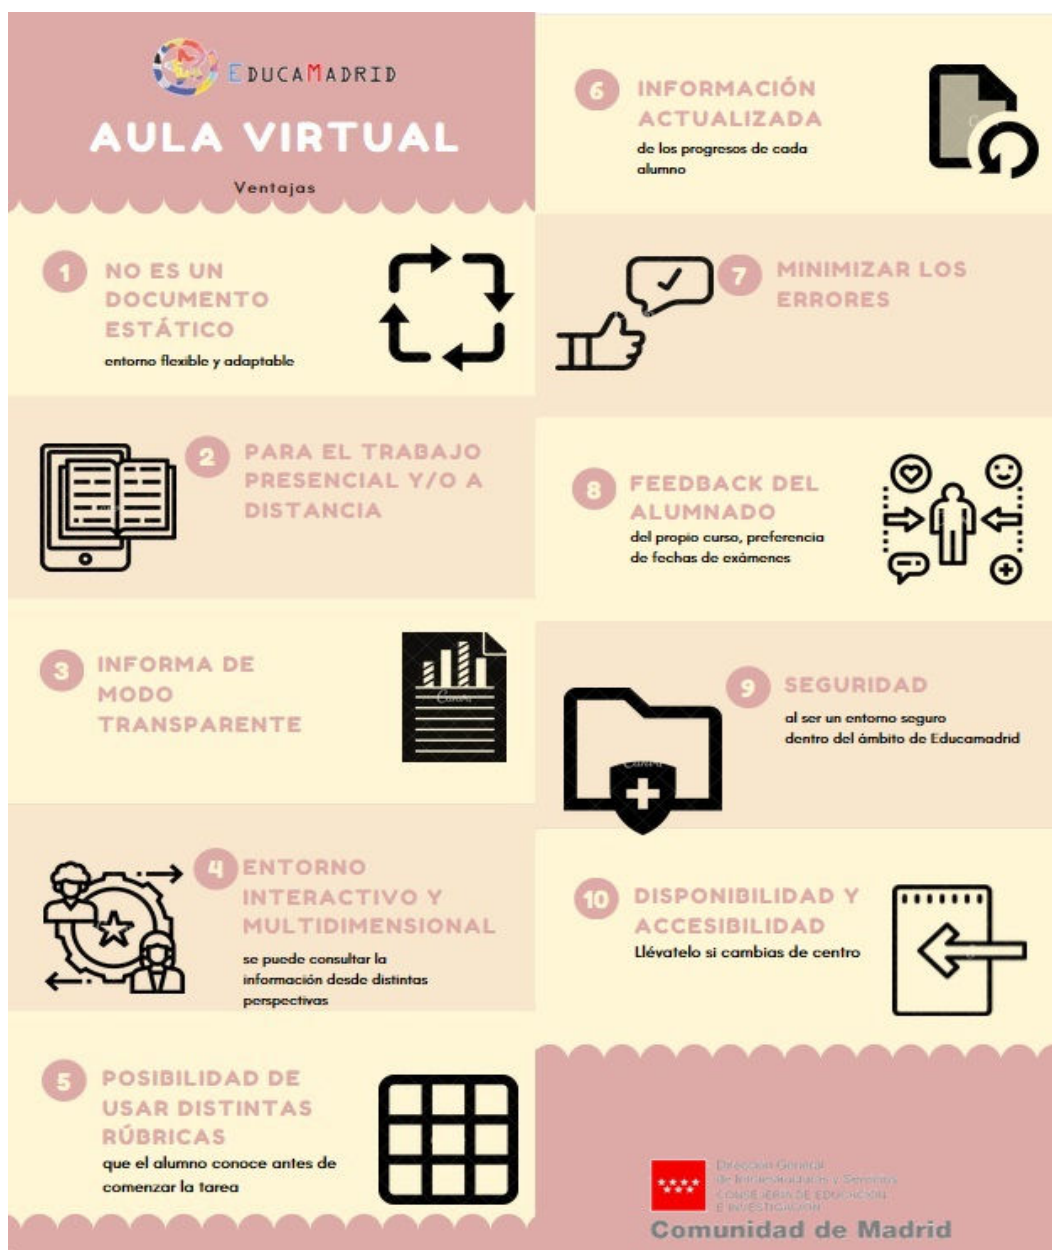 EDUCAMADRID
AULA VIRTUAL
Ventajas
1
NO ES UN
DOCUMENTO
ESTÁTICO
entorno flexible y adaptable
2
PARA EL TRABAJO
PRESENCIAL Y/O A
DISTANCIA
3
INFORMA DE
MODO
TRANSPARENTE
Canva
4
ENTORNO
INTERACTIVO Y
MULTIDIMENSIONAL
se puede consultar la
información desde distintas
perspectivas
5
POSIBILIDAD DE
USAR DISTINTAS
RÚBRICAS
que el alumno conoce antes de
comenzar la tarea
6
INFORMACIÓN
ACTUALIZADA
de los progresos de cada
alumno
7
MINIMIZAR LOS
ERRORES
8
FEEDBACK DEL
ALUMNADO
del propio curso, preferencia
de fechas de exámenes
9
SEGURIDAD
al ser un entorno seguro
dentro del ámbito de Educamadrid
Canva
10
DISPONIBILIDAD Y
ACCESIBILIDAD
Llévatelo si cambias de centro
Dirección General
de Infraestructuras y Servicios
CONSEJERÍA DE EDUCACIÓN
E INVESTIGACIÓN
Comunidad de Madrid